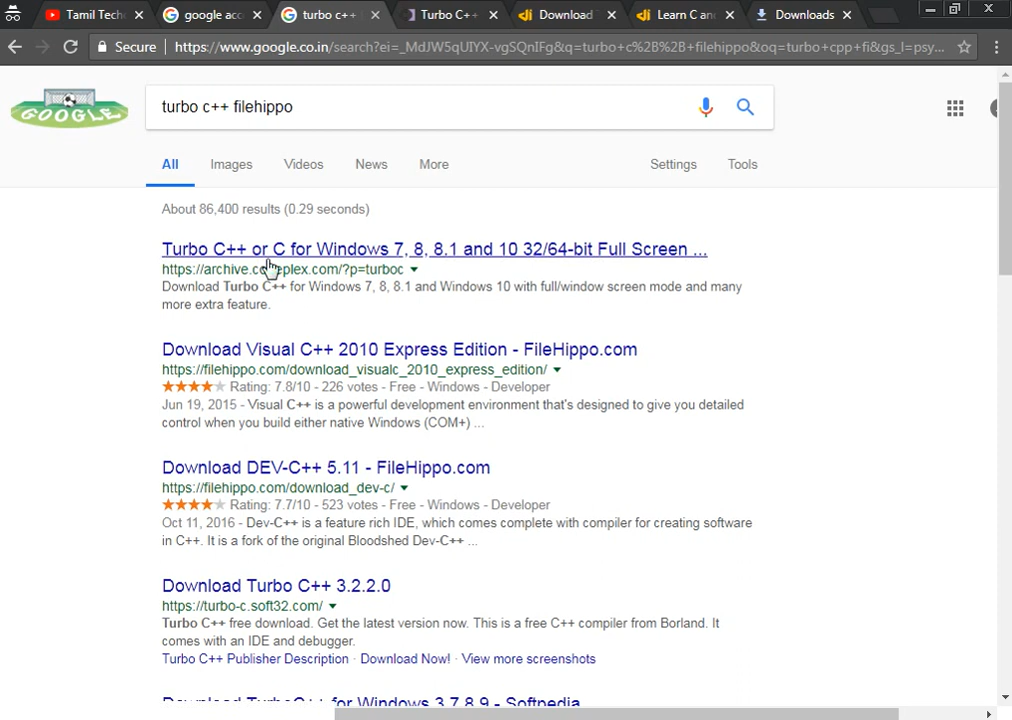 Tamil Tech
google acc
turbo c++
Turbo C++
Download
Learn C and
Downloads
Secure
https://www.google.co.in/search?ei=_MdJW5qUIYX-vgSQnIFg&q=turbo+c%2B%2B+filehippo&oq=turbo+cpp+fi&gs_l=psy...
GOOGLE
turbo c++ filehippo
All
Images
Videos
News
More
Settings
Tools
About 86,400 results (0.29 seconds)
Turbo C++ or C for Windows 7, 8, 8.1 and 10 32/64-bit Full Screen ...
https://archive.codeplex.com/?p=turboc
Download Turbo C++ for Windows 7, 8, 8.1 and Windows 10 with full/window screen mode and many
more extra feature.
Download Visual C++ 2010 Express Edition - FileHippo.com
https://filehippo.com/download_visualc_2010_express_edition/
Rating: 7.8/10 - 226 votes - Free - Windows - Developer
Jun 19, 2015 - Visual C++ is a powerful development environment that's designed to give you detailed
control when you build either native Windows (COM+) ...
Download DEV-C++ 5.11 - FileHippo.com
https://filehippo.com/download_dev-c/
Rating: 7.7/10 - 523 votes - Free - Windows - Developer
Oct 11, 2016 - Dev-C++ is a feature rich IDE, which comes complete with compiler for creating software
in C++. It is a fork of the original Bloodshed Dev-C++ ...
Download Turbo C++ 3.2.2.0
https://turbo-c.soft32.com/
Turbo C++ free download. Get the latest version now. This is a free C++ compiler from Borland. It
comes with an IDE and debugger.
Turbo C++ Publisher Description · Download Now! · View more screenshots
Download TurboC++ for Windows 3.7.8.9 - Softpedia